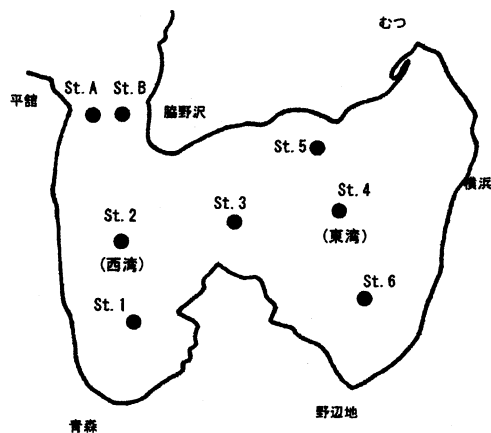 むつ
St.A
St.B
平舘
脇野沢
St.5
横浜
St.4
St.3
(東湾)
St.2
(西湾)
St.6
St.1
野辺地
青森